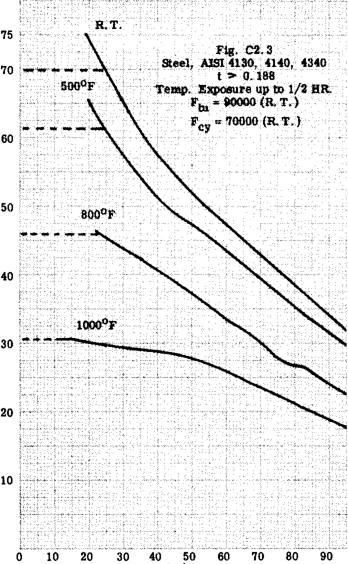 75
R.T.
Fig. C2.3
Steel, AISI 4130, 4140, 4340
t > 0.188
Temp. Exposure up to 1/2 HR.
F_tu = 90000 (R.T.)
F_cy = 70000 (R.T.)
70
500°F
60
50
800°F
40
1000°F
30
20
10
0 10 20 30 40 50 60 70 80 90